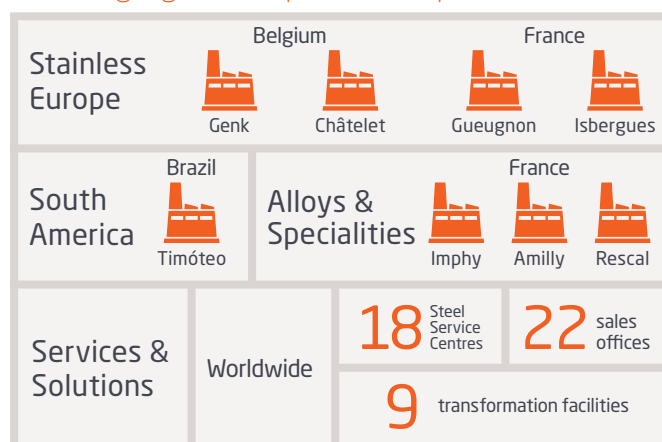 Stainless
Europe
Belgium
Genk
Châtelet
France
Gueugnon
Isbergues
South
America
Brazil
Timóteo
Alloys &
Specialities
France
Imphy
Amilly
Rescal
Services &
Solutions
Worldwide
18 Steel
Service
Centres
22 sales
offices
9 transformation facilities